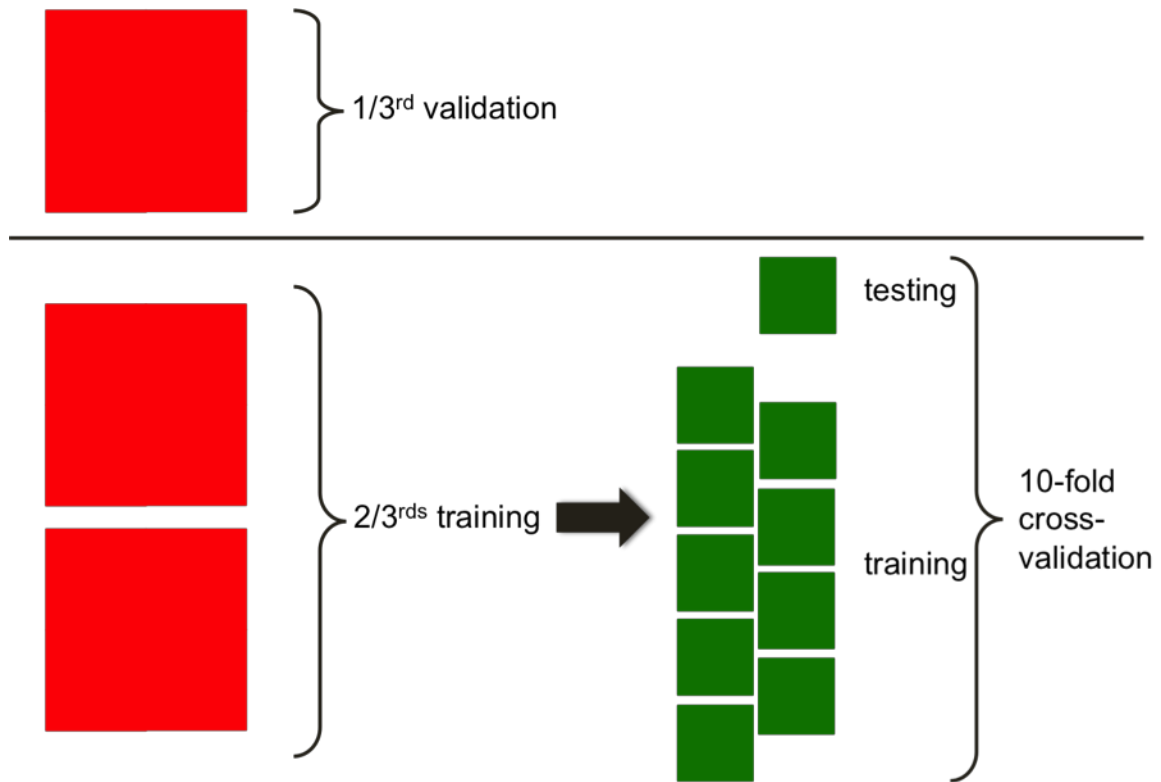 1/3rd validation
testing
2/3rds training
training
10-fold
cross-
validation